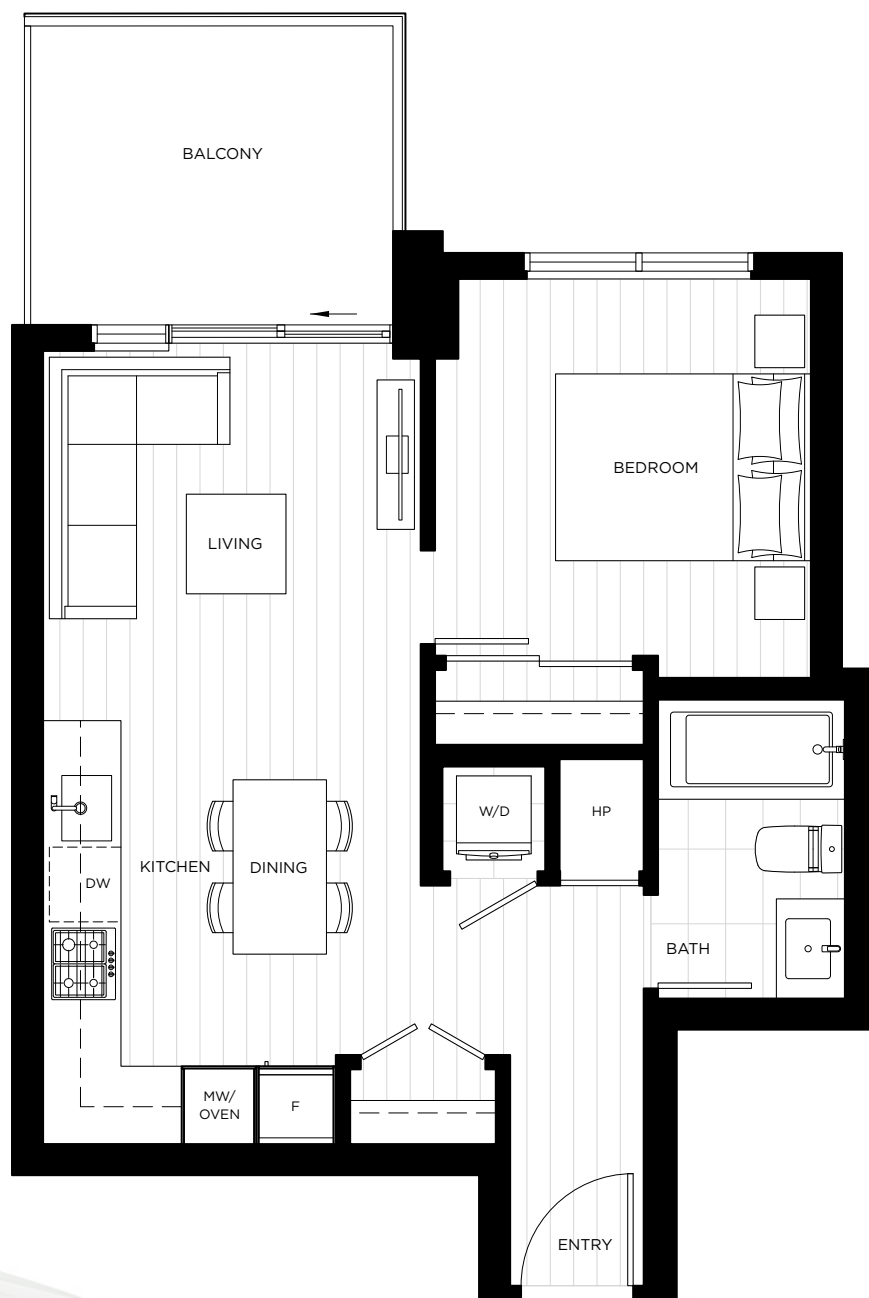 BALCONY
BEDROOM
LIVING
W/D
HP
KITCHEN
DINING
DW
BATH
MW/
OVEN
F
ENTRY